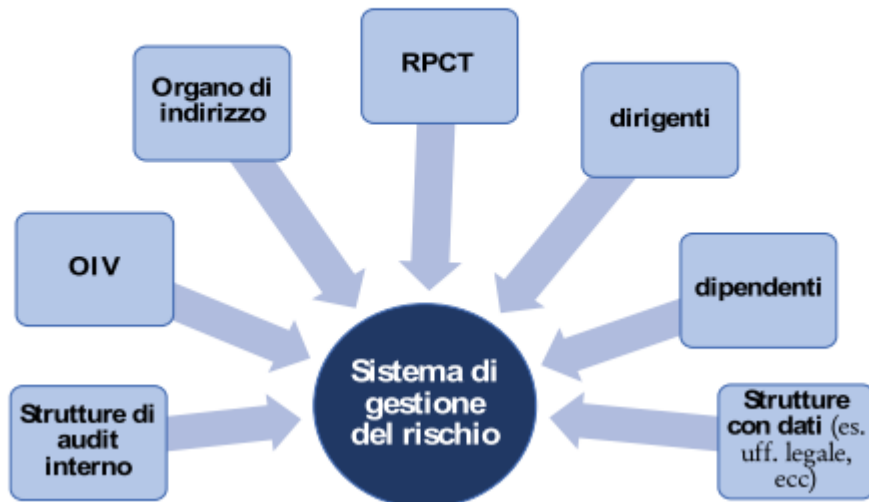 RPCT
Organo di
indirizzo
dirigenti
OIV
dipendenti
Sistema di
gestione
del rischio
Strutture di
audit
interno
Strutture
con dati (es.
uff. legale,
ecc)